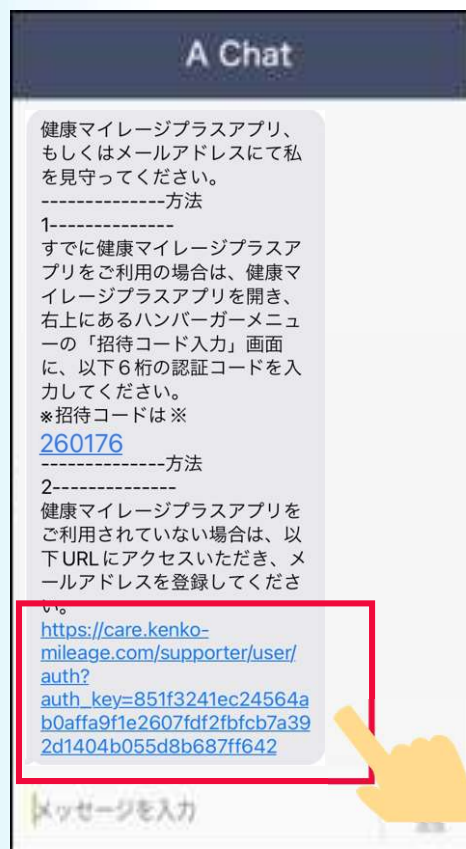 A Chat
健康マイレージプラスアプリ、
もしくはメールアドレスにて私
を見守ってください。
--------------方法
1--------------
すでに健康マイレージプラスア
プリをご利用の場合は、健康マ
イレージプラスアプリを開き、
右上にあるハンバーガーメニュ
ーの「招待コード入力」画面
に、以下６桁の認証コードを入
力してください。
※招待コードは※
260176
--------------方法
2--------------
健康マイレージプラスアプリを
ご利用されていない場合は、以
下URLにアクセスいただき、メ
ールアドレスを登録してくださ
い。
https://care.kenko-
mileage.com/supporter/user/
auth?
auth_key=851f3241ec24564a
b0affa9f1e2607fdf2fbfcb7a39
2d1404b055d8b687ff642
メッセージを入力